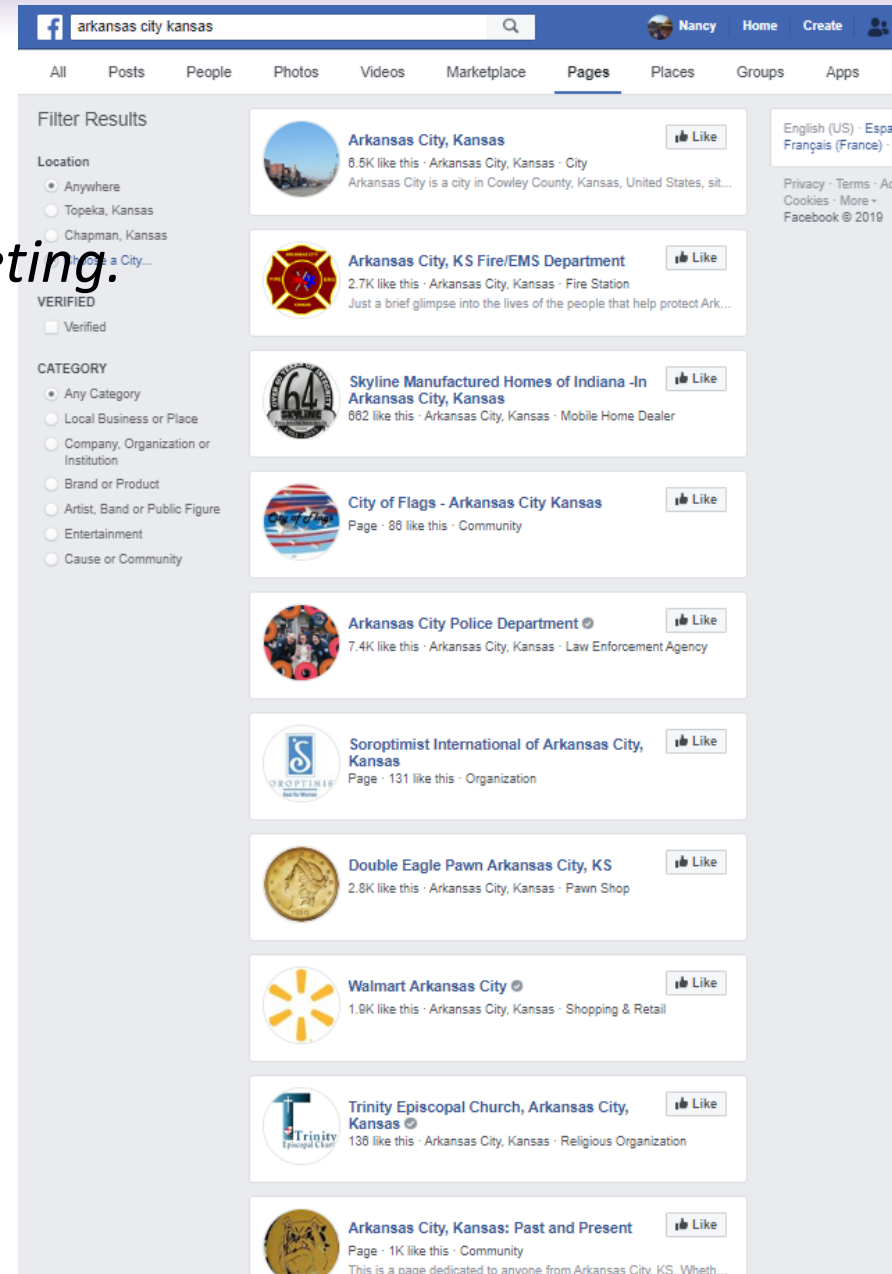 arkansas city kansas
Nancy Home Create
All Posts People Photos Videos Marketplace Pages Places Groups Apps
Filter Results
Location
Anywhere
Topeka, Kansas
Chapman, Kansas
Choose a City...
eting.
VERIFIED
Verified
CATEGORY
Any Category
Local Business or Place
Company, Organization or
Institution
Brand or Product
Artist, Band or Public Figure
Entertainment
Cause or Community
Arkansas City, Kansas
Like
6.5K like this · Arkansas City, Kansas · City
Arkansas City is a city in Cowley County, Kansas, United States, sit...
Arkansas City, KS Fire/EMS Department
Like
2.7K like this · Arkansas City, Kansas · Fire Station
Just a brief glimpse into the lives of the people that help protect Ark...
64
SKYLINE
Skyline Manufactured Homes of Indiana -In
Arkansas City, Kansas
Like
662 like this · Arkansas City, Kansas · Mobile Home Dealer
City of Flags
City of Flags - Arkansas City Kansas
Like
Page · 86 like this · Community
Arkansas City Police Department
Like
7.4K like this · Arkansas City, Kansas · Law Enforcement Agency
OROPTIMIS
Soroptimist International of Arkansas City,
Kansas
Like
Page · 131 like this · Organization
Double Eagle Pawn Arkansas City, KS
Like
2.8K like this · Arkansas City, Kansas · Pawn Shop
Walmart Arkansas City
Like
1.9K like this · Arkansas City, Kansas · Shopping & Retail
Trinity
Trinity Episcopal Church, Arkansas City,
Kansas
Like
136 like this · Arkansas City, Kansas · Religious Organization
Arkansas City, Kansas: Past and Present
Like
Page · 1K like this · Community
This is a page dedicated to anyone from Arkansas City, KS. Wheth...
English (US) · Espa
Français (France) ·
Privacy · Terms · Ad
Cookies · More
Facebook © 2019